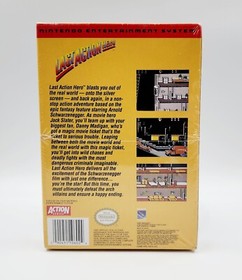 NINTENDO ENTERTAINMENT SYSTEM
LAST ACTION HERO
Last Action Hero blasts you out of
the real world — onto the silver
screen — and back again, in a non-
stop action adventure based on the
epic fantasy feature starring Arnold
Schwarzenegger. As movie hero
Jack Slater, you'll team up with your
biggest fan, Danny Madigan, who's
got a magic movie ticket that's the
ticket to serious trouble. Leaping
between both the movie world and
the real world with this magic ticket,
you'll get into wild chases and
deadly fights with the most
dangerous criminals imaginable.
Last Action Hero delivers all the
excitement of the Schwarzenegger
film with just one difference...
you're the star! But this time, you
must ultimately defeat the arch
villains and ensure a happy ending.
ACTION
Nintendo